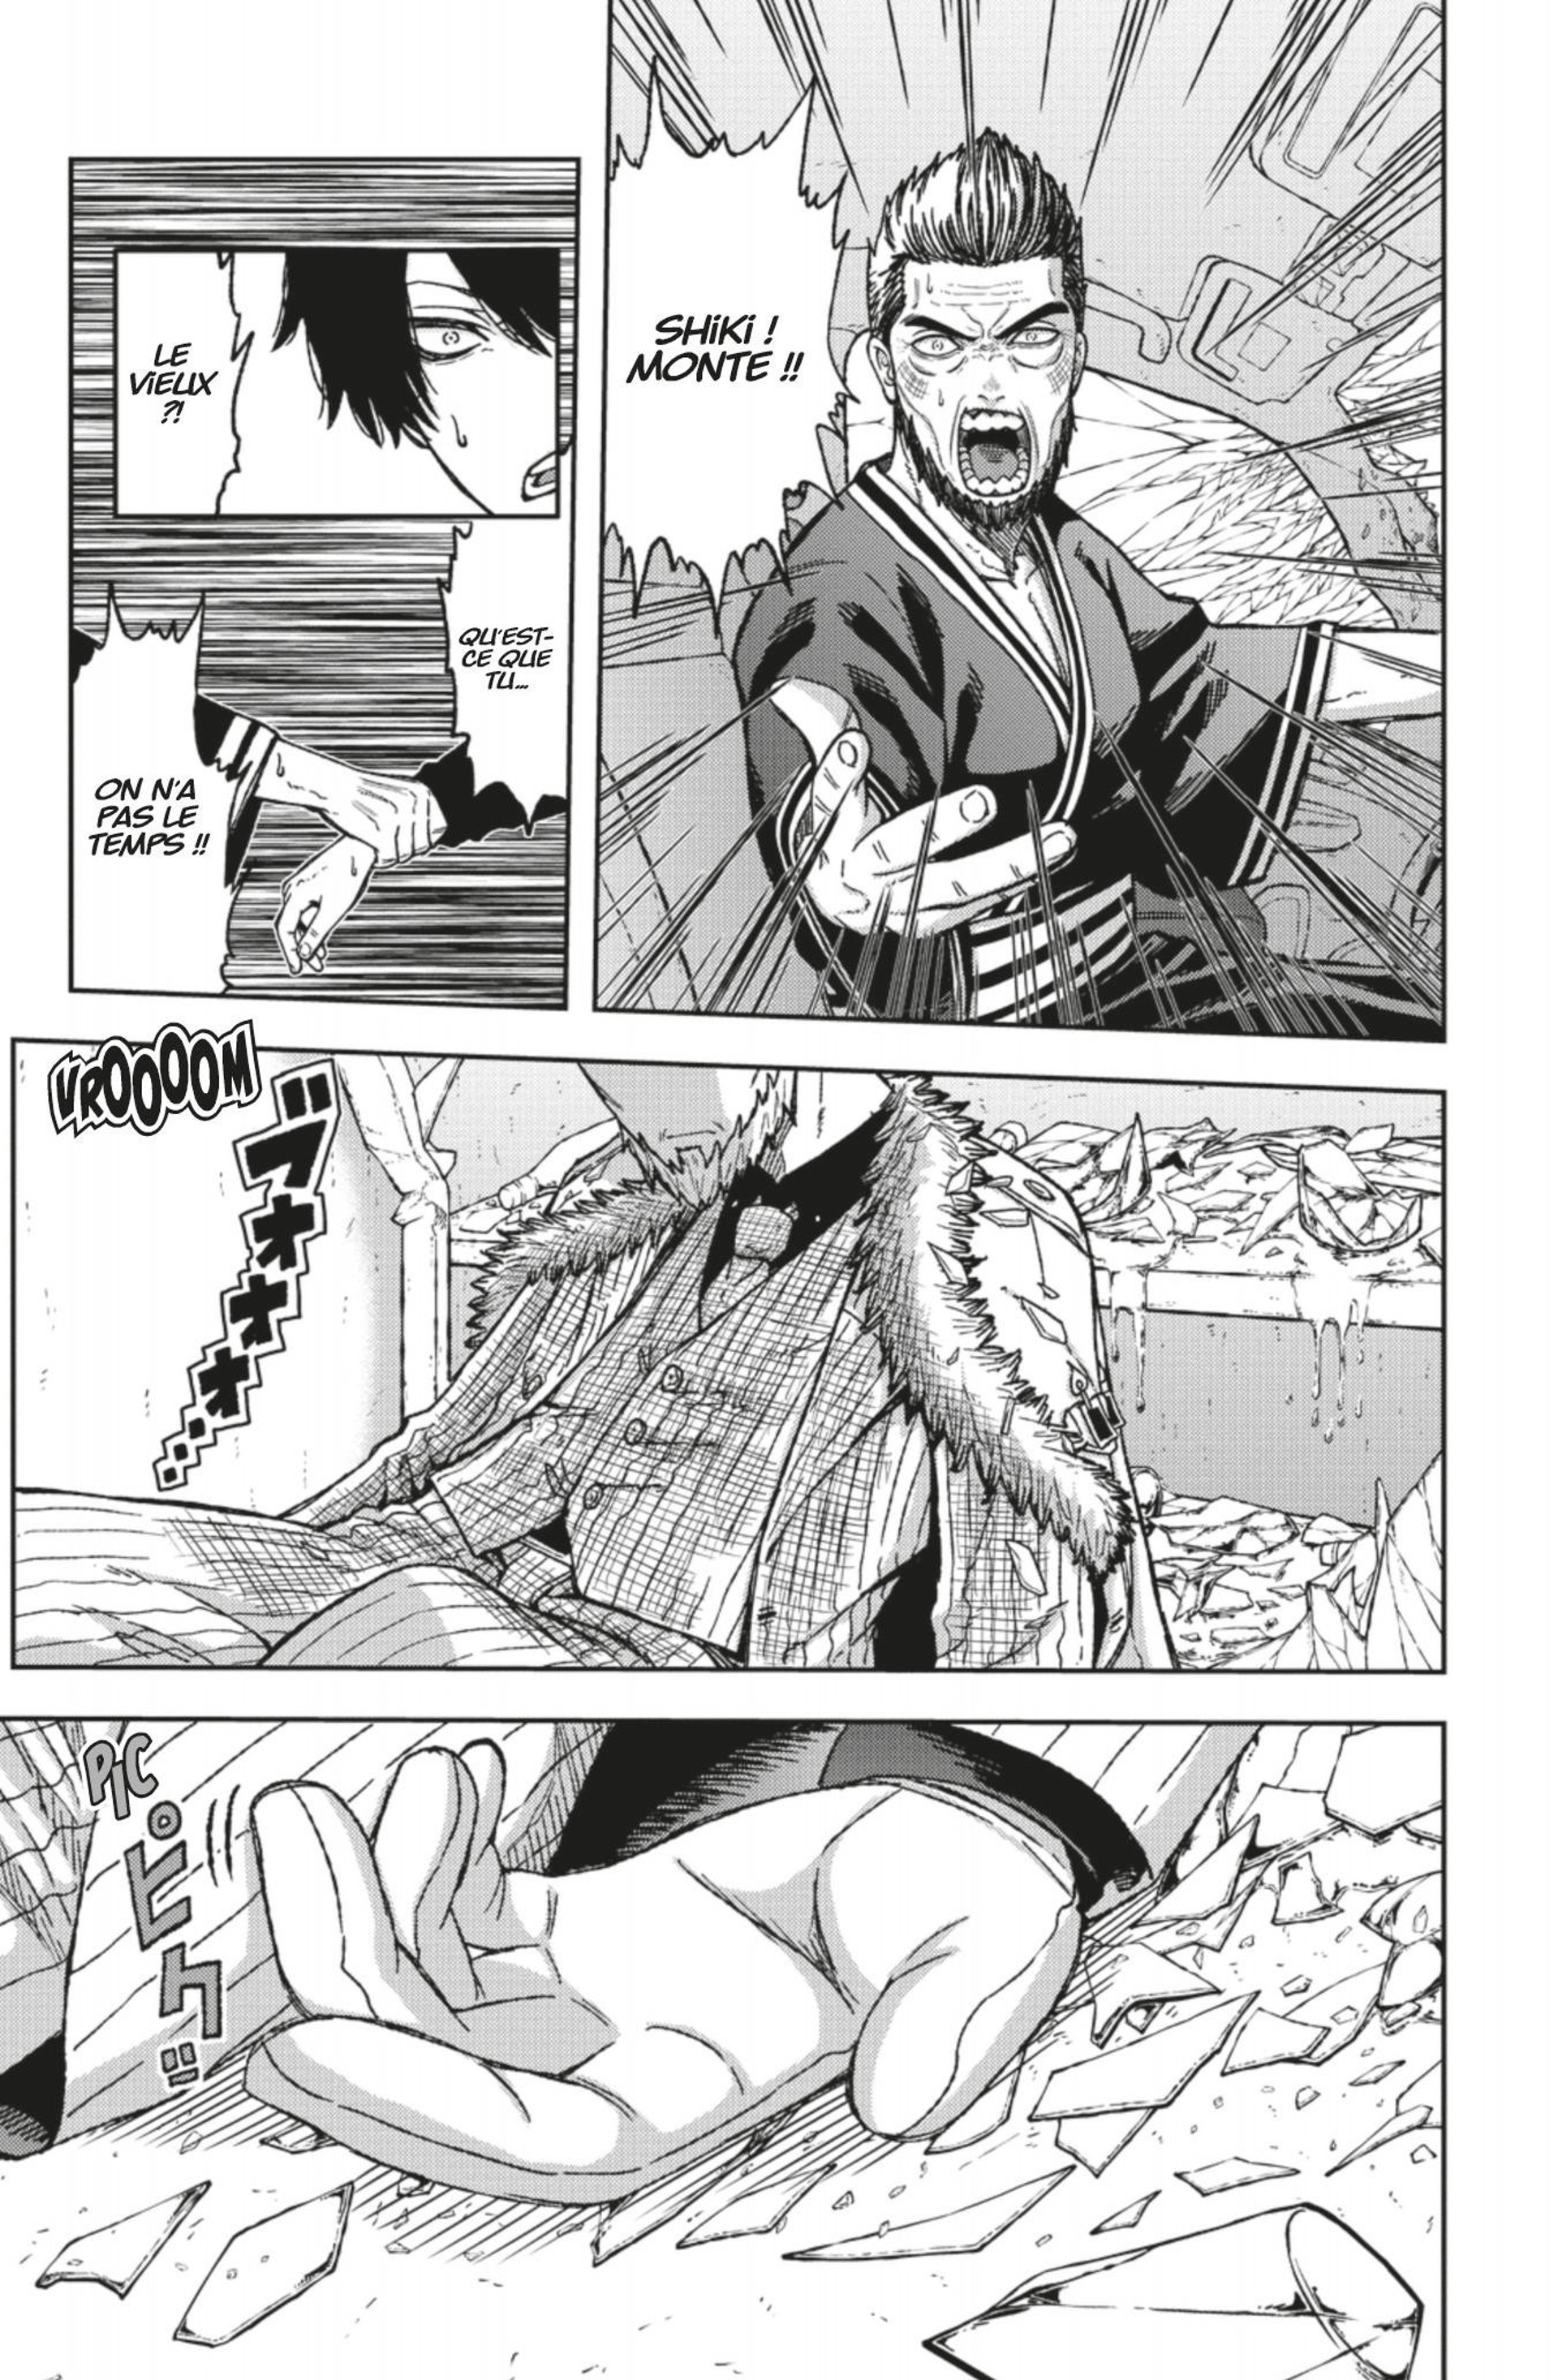 SHiKi !
MONTE !!
LE
ViEUX
?!
QU'EST-
CE QUE
TU...
ON N'A
PAS LE
TEMPS !!
VROOOOM
ブオオオ…
PiC
ピク゛